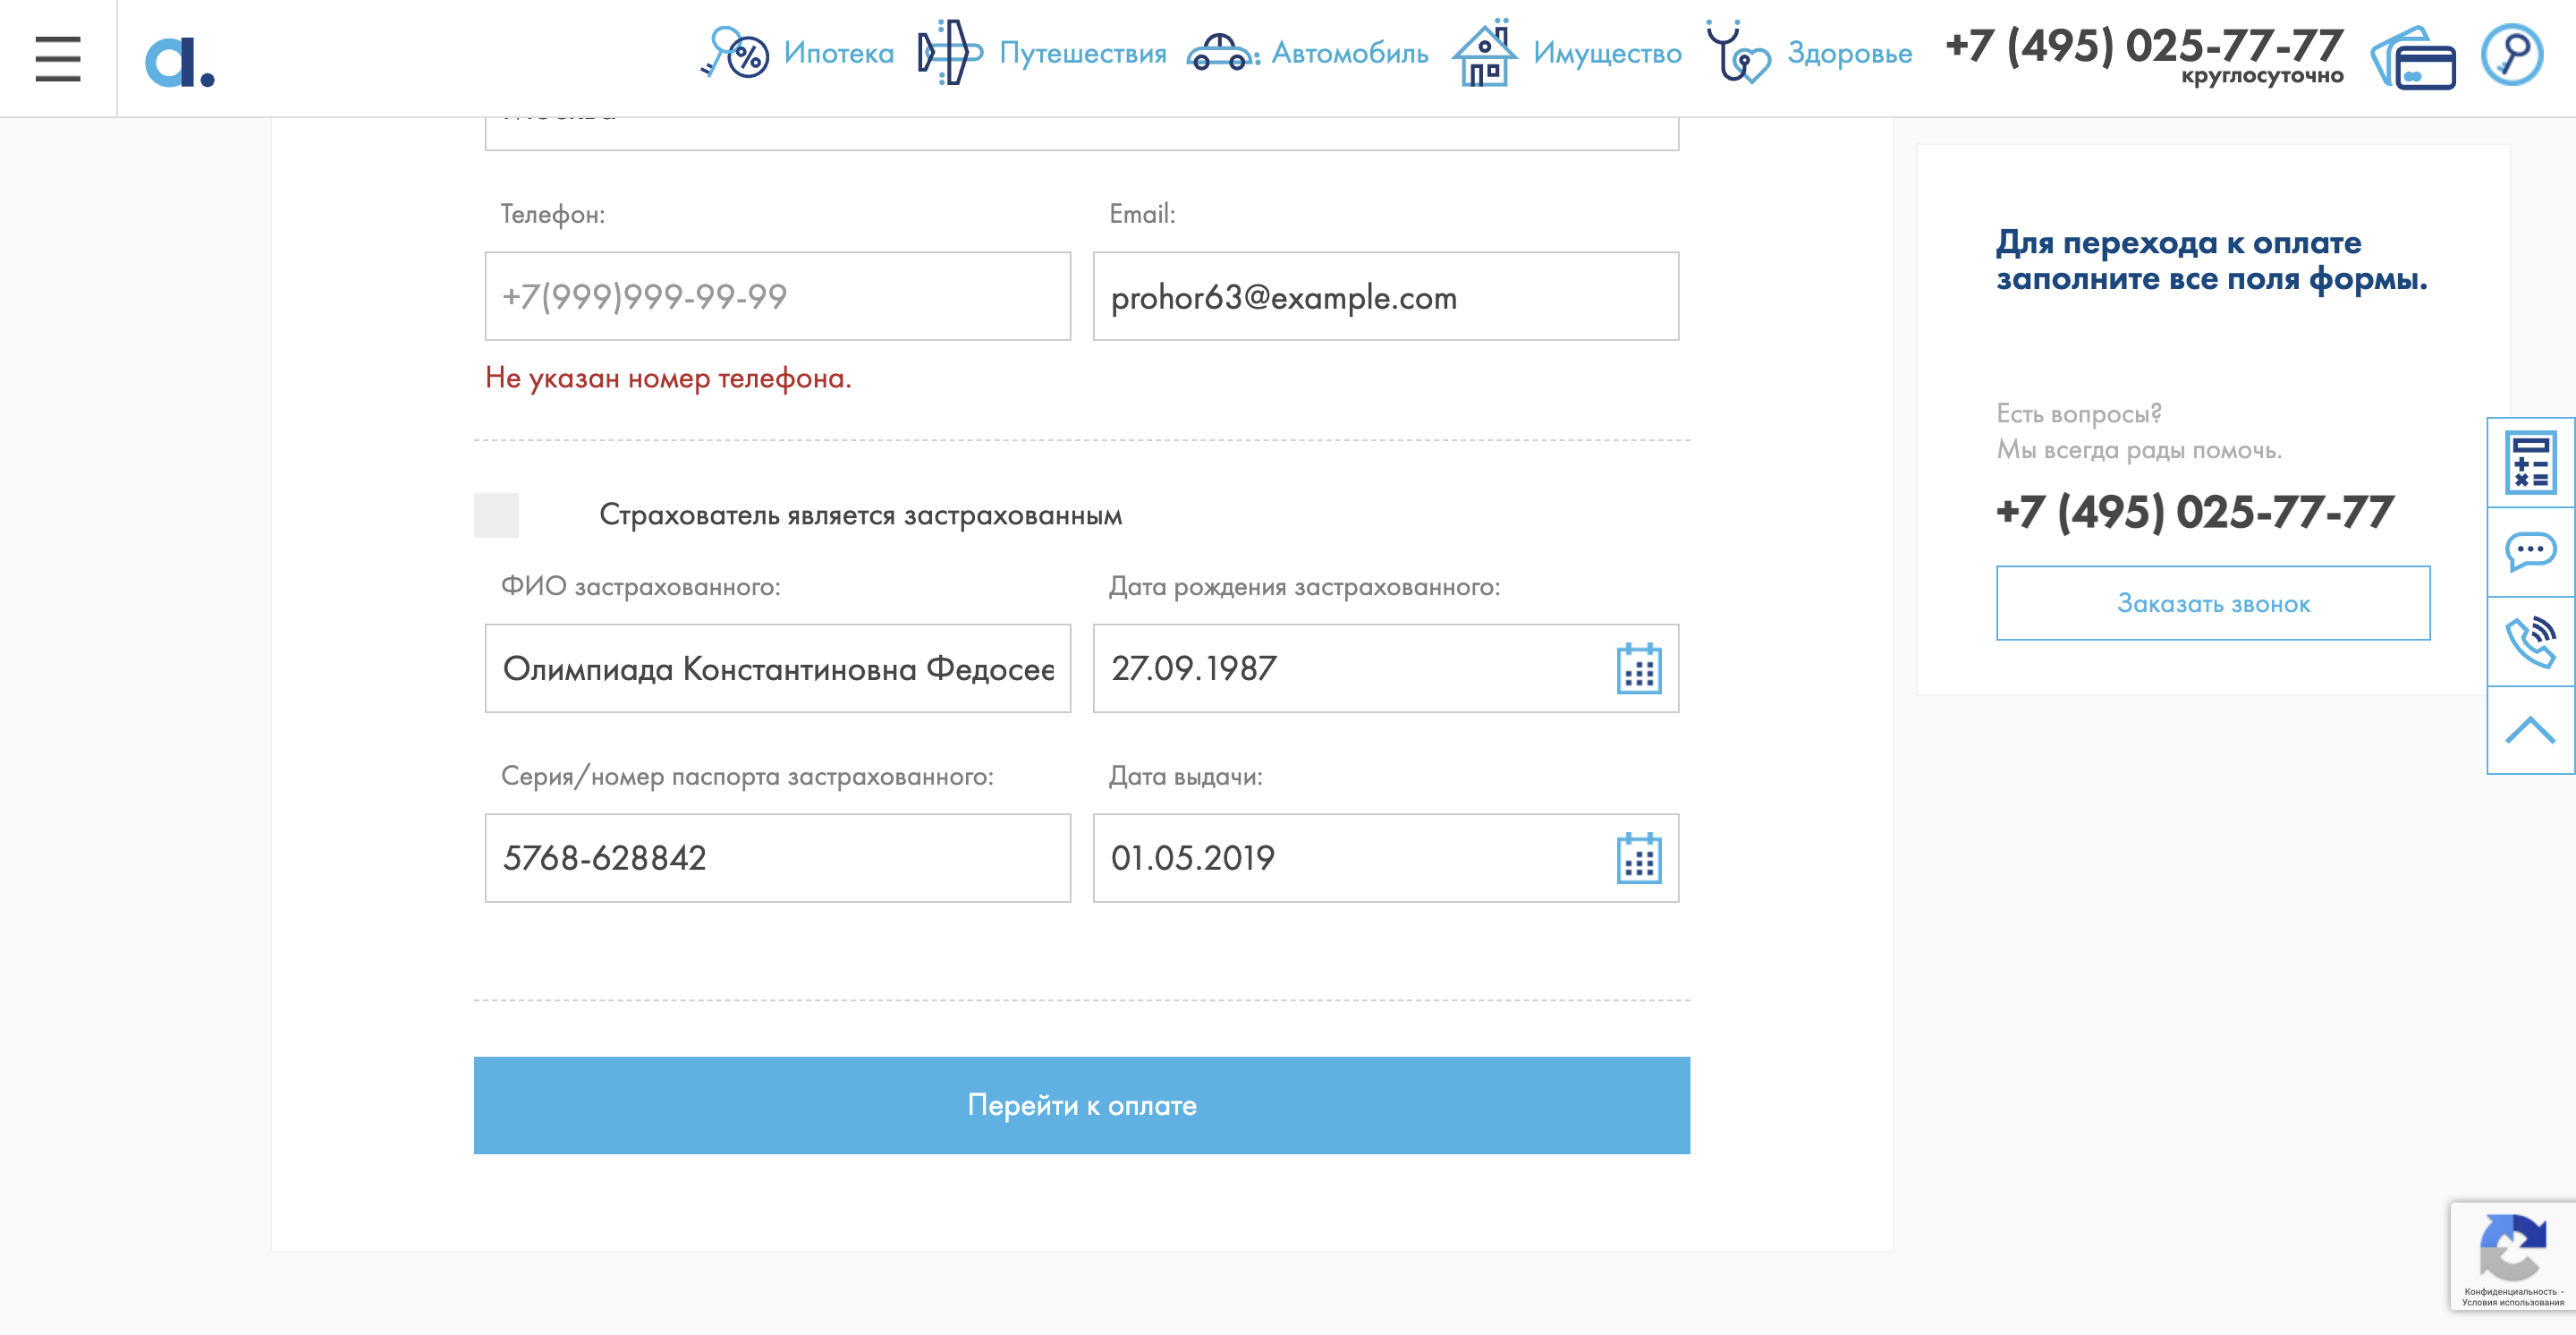 a.
Ипотека
Путешествия
Автомобиль
Имущество
Здоровье
+7 (495) 025-77-77
круглосуточно
Телефон:
Email:
+7(999)999-99-99
prohor63@example.com
Не указан номер телефона.
Страхователь является застрахованным
ФИО застрахованного:
Дата рождения застрахованного:
Олимпиада Константиновна Федосее
27.09.1987
Серия/номер паспорта застрахованного:
Дата выдачи:
5768-628842
01.05.2019
Перейти к оплате
Для перехода к оплате
заполните все поля формы.
Есть вопросы?
Мы всегда рады помочь.
+7 (495) 025-77-77
Заказать звонок
Конфиденциальность -
Условия использования